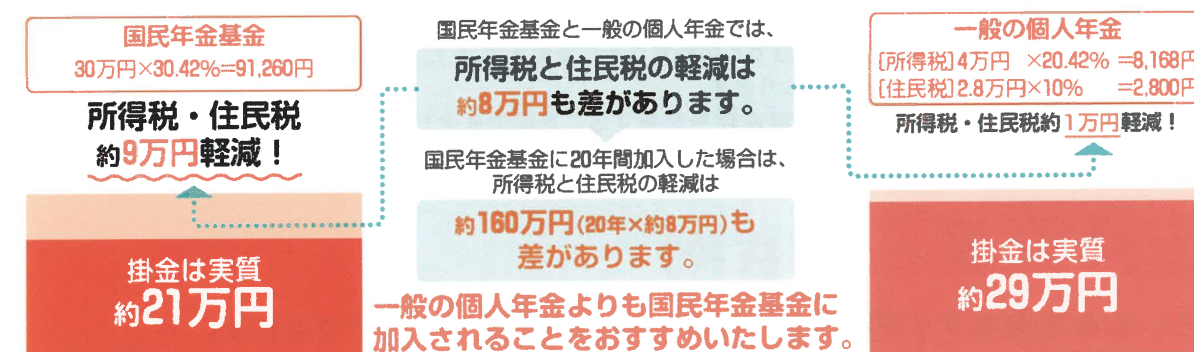 国民年金基金
30万円×30.42%=91,260円
所得税・住民税
約9万円軽減！
掛金は実質
約21万円
国民年金基金と一般の個人年金では、
所得税と住民税の軽減は
約8万円も差があります。
国民年金基金に20年間加入した場合は、
所得税と住民税の軽減は
約160万円(20年×約8万円)も
差があります。
一般の個人年金よりも国民年金基金に
加入されることをおすすめいたします。
一般の個人年金
[所得税]4万円 ×20.42% =8,168円
[住民税]2.8万円×10% =2,800円
所得税・住民税約1万円軽減！
掛金は実質
約29万円